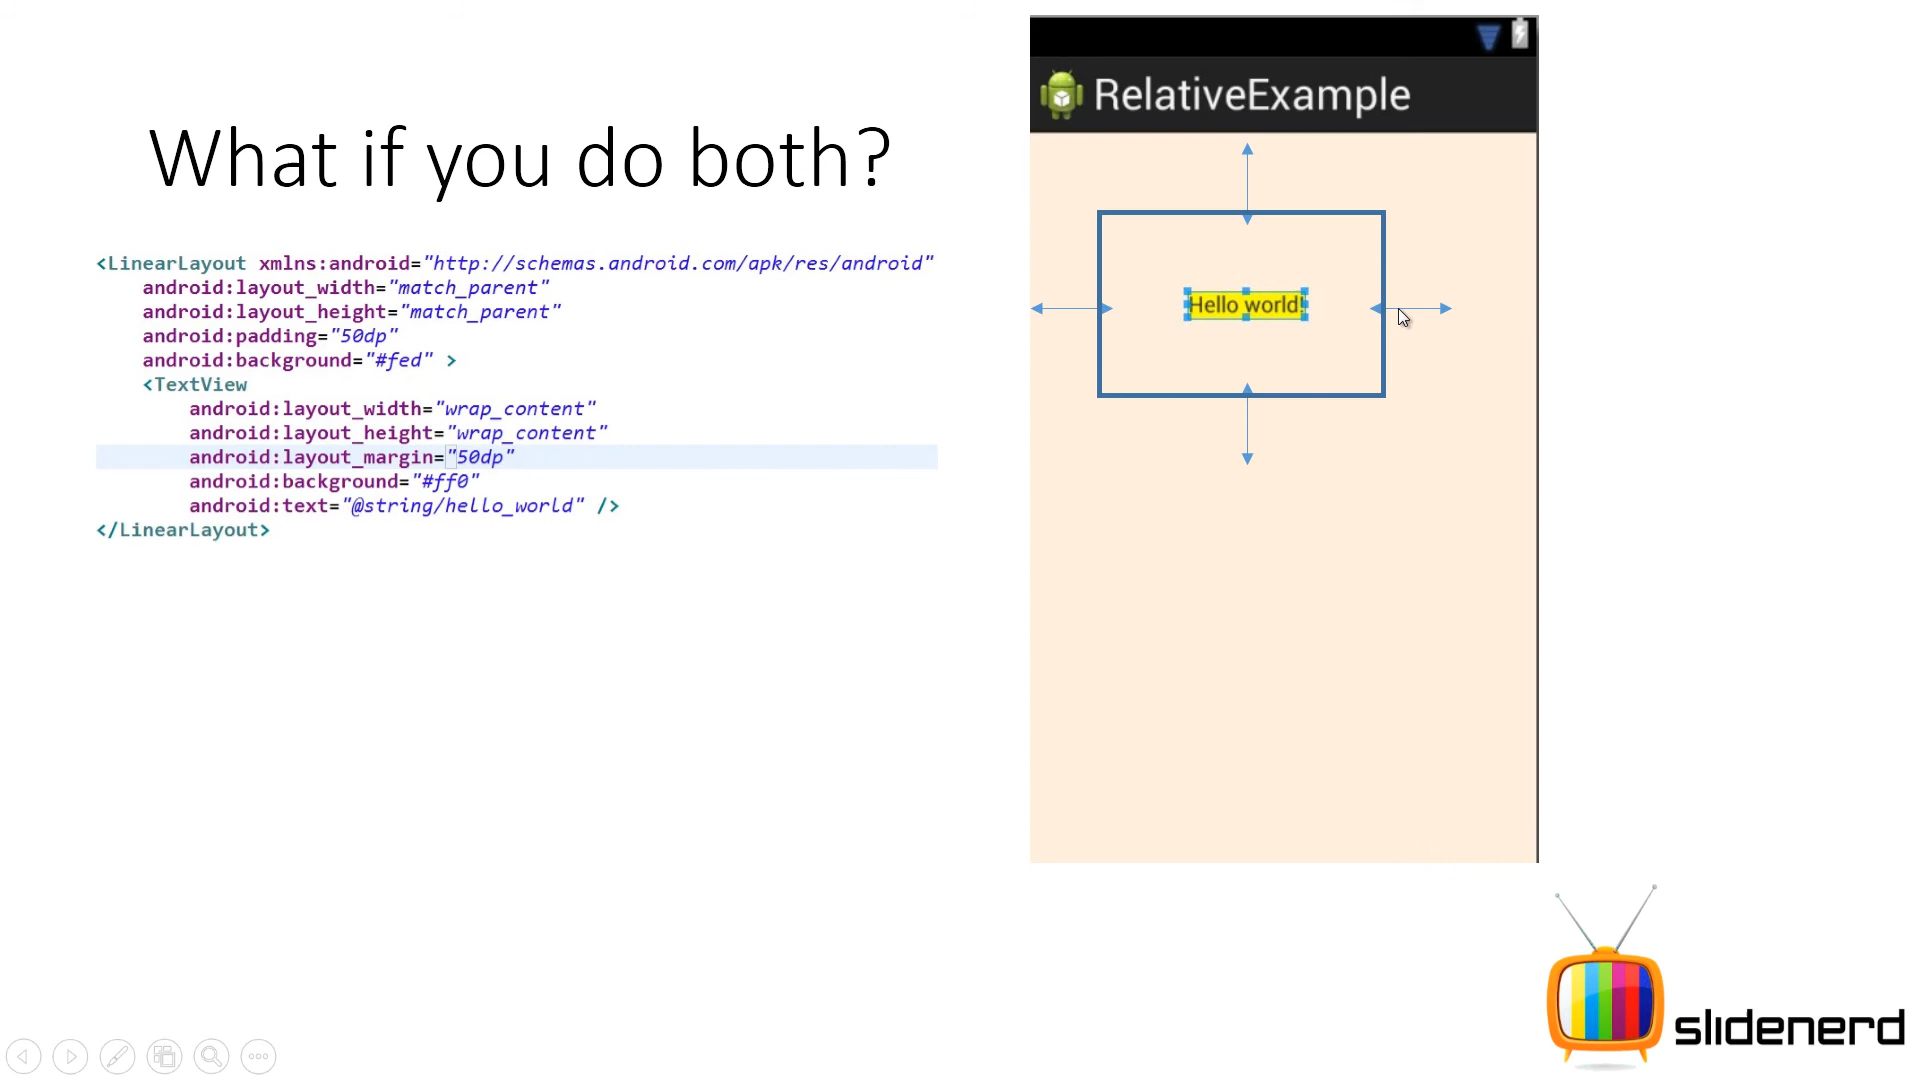 What if you do both?
<LinearLayout xmlns:android="http://schemas.android.com/apk/res/android"
android:layout_width="match_parent"
android:layout_height="match_parent"
android:padding="50dp"
android:background="#fed" >
<TextView
android:layout_width="wrap_content"
android:layout_height="wrap_content"
android:layout_margin="50dp"
android:background="#ff0"
android:text="@string/hello_world" />
</LinearLayout>
RelativeExample
Hello world!
slidenerd